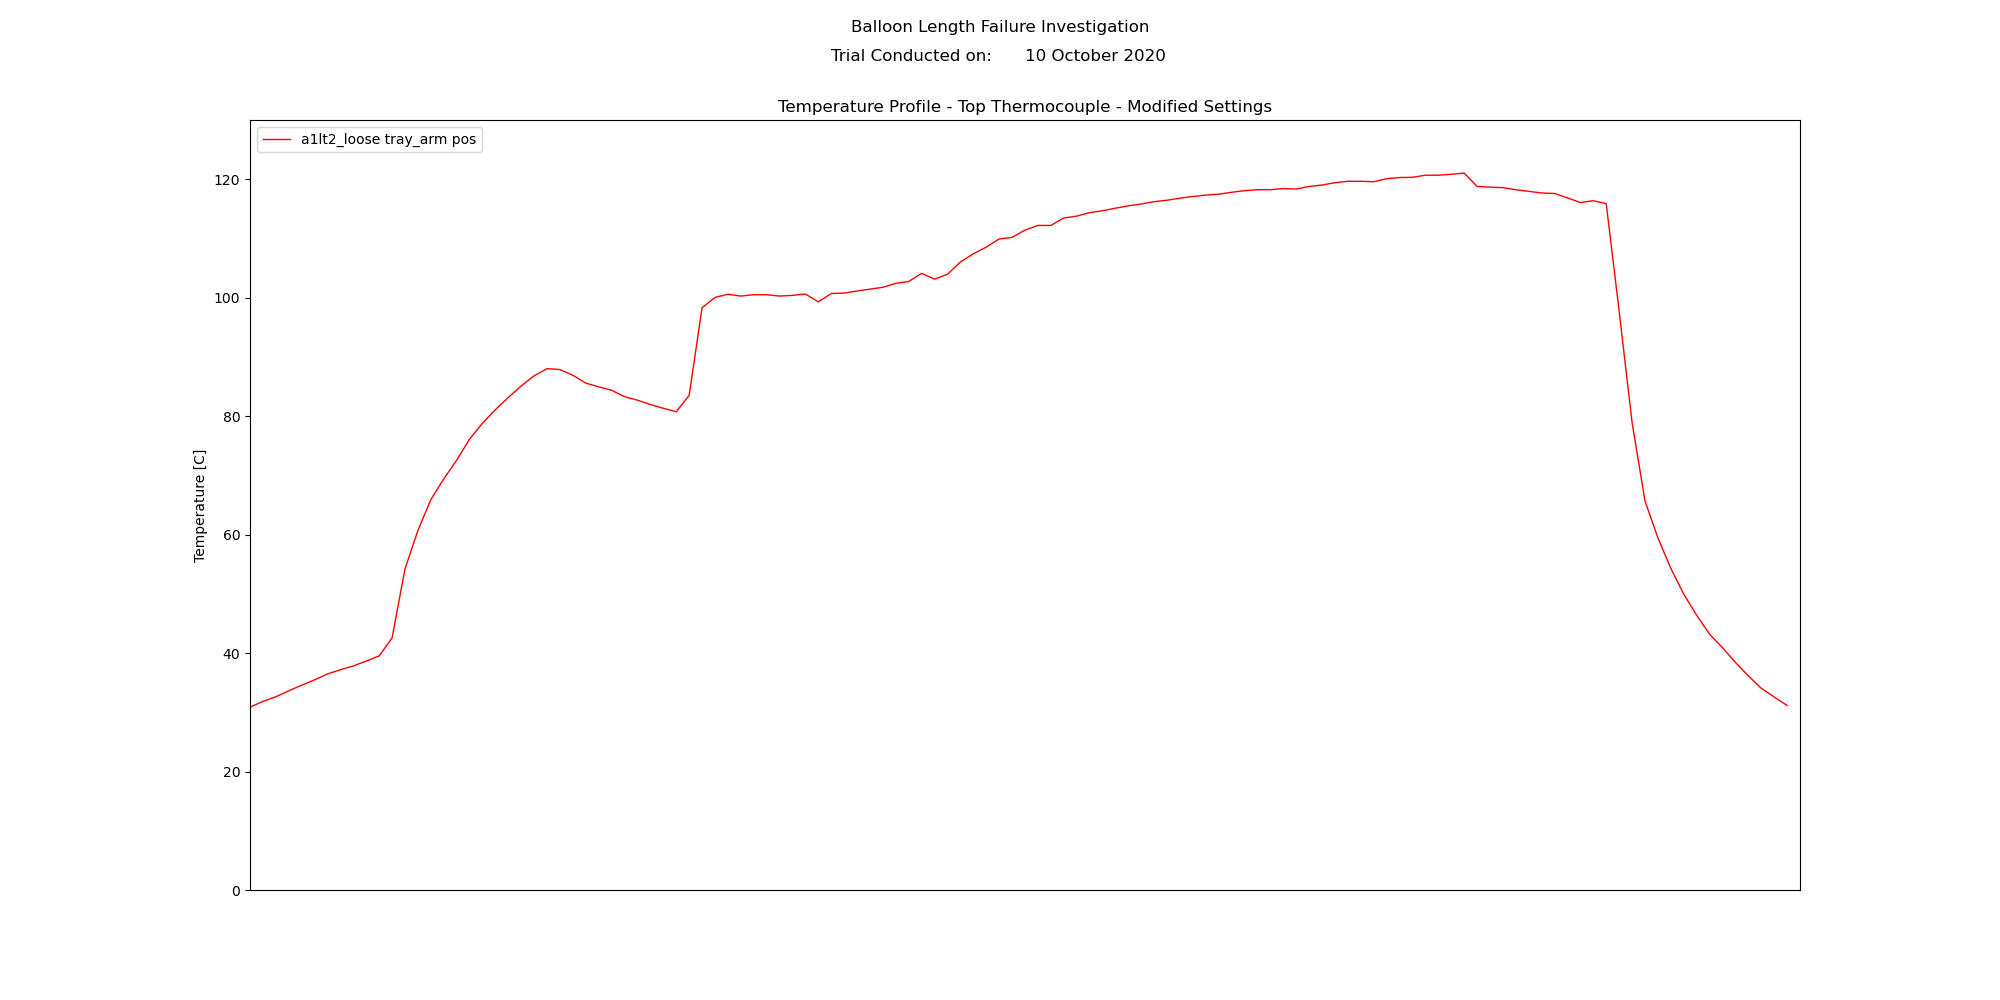 Balloon Length Failure Investigation
Trial Conducted on: 10 October 2020
Temperature Profile - Top Thermocouple - Modified Settings
a1lt2_loose tray_arm pos
120
100
80
60
40
20
0
Temperature [C]